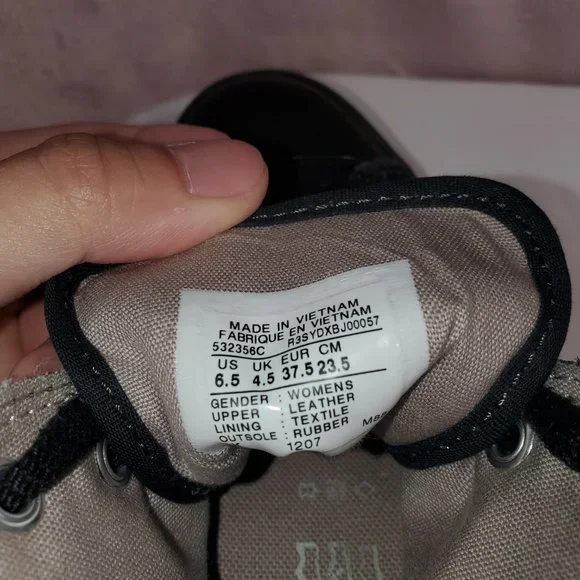 MADE IN VIETNAM
FABRIQUE EN VIETNAM
532356C R3SYDXBJ00057
US UK EUR CM
6.5 4.5 37.5 23.5
GENDER : WOMENS
UPPER : LEATHER
LINING : TEXTILE
OUTSOLE : RUBBER
1207